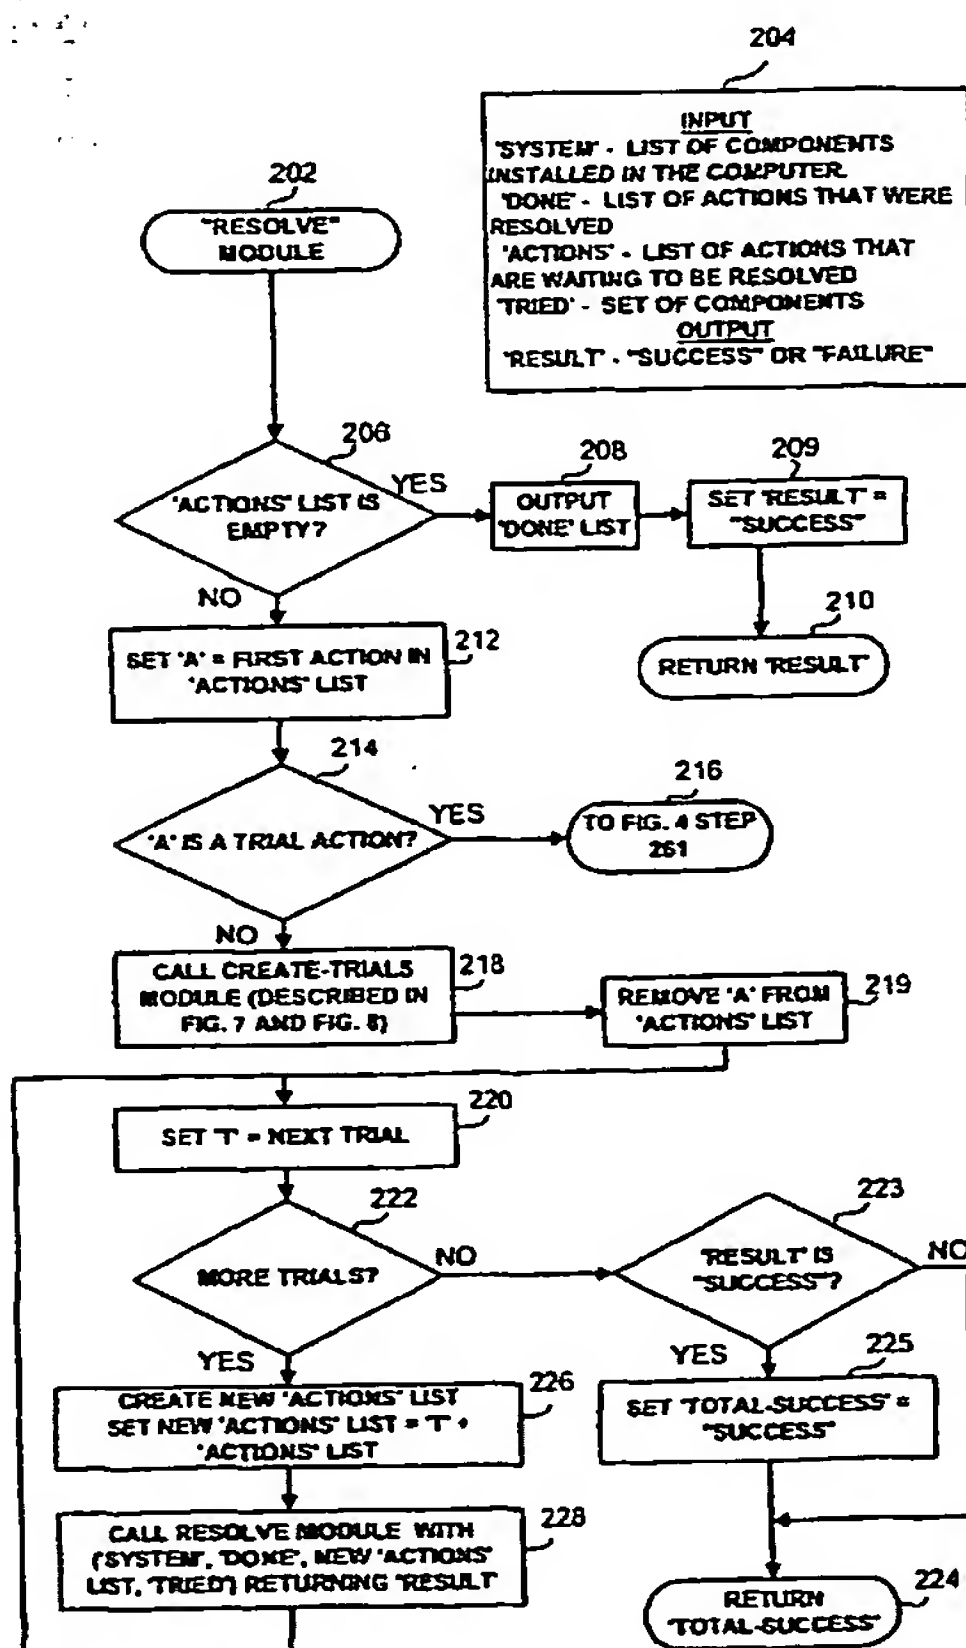 204
INPUT
'SYSTEM' - LIST OF COMPONENTS
INSTALLED IN THE COMPUTER.
'DONE' - LIST OF ACTIONS THAT WERE
RESOLVED
'ACTIONS' - LIST OF ACTIONS THAT
ARE WAITING TO BE RESOLVED
'TRIED' - SET OF COMPONENTS
OUTPUT
'RESULT' - "SUCCESS" OR "FAILURE"
202
"RESOLVE"
MODULE
206
'ACTIONS' LIST IS
EMPTY?
YES
208
OUTPUT
'DONE' LIST
209
SET 'RESULT' =
"SUCCESS"
210
RETURN 'RESULT'
NO
212
SET 'A' = FIRST ACTION IN
'ACTIONS' LIST
214
'A' IS A TRIAL ACTION?
YES
216
TO FIG. 4 STEP
261
NO
218
CALL CREATE-TRIALS
MODULE (DESCRIBED IN
FIG. 7 AND FIG. 8)
219
REMOVE 'A' FROM
'ACTIONS' LIST
220
SET 'T' = NEXT TRIAL
222
MORE TRIALS?
NO
223
'RESULT' IS
"SUCCESS"?
NO
YES
226
CREATE NEW 'ACTIONS' LIST
SET NEW 'ACTIONS' LIST = 'T' +
'ACTIONS' LIST
YES
225
SET 'TOTAL-SUCCESS' =
"SUCCESS"
228
CALL RESOLVE MODULE WITH
('SYSTEM', 'DONE', NEW 'ACTIONS'
LIST, 'TRIED') RETURNING 'RESULT'
224
RETURN
'TOTAL-SUCCESS'